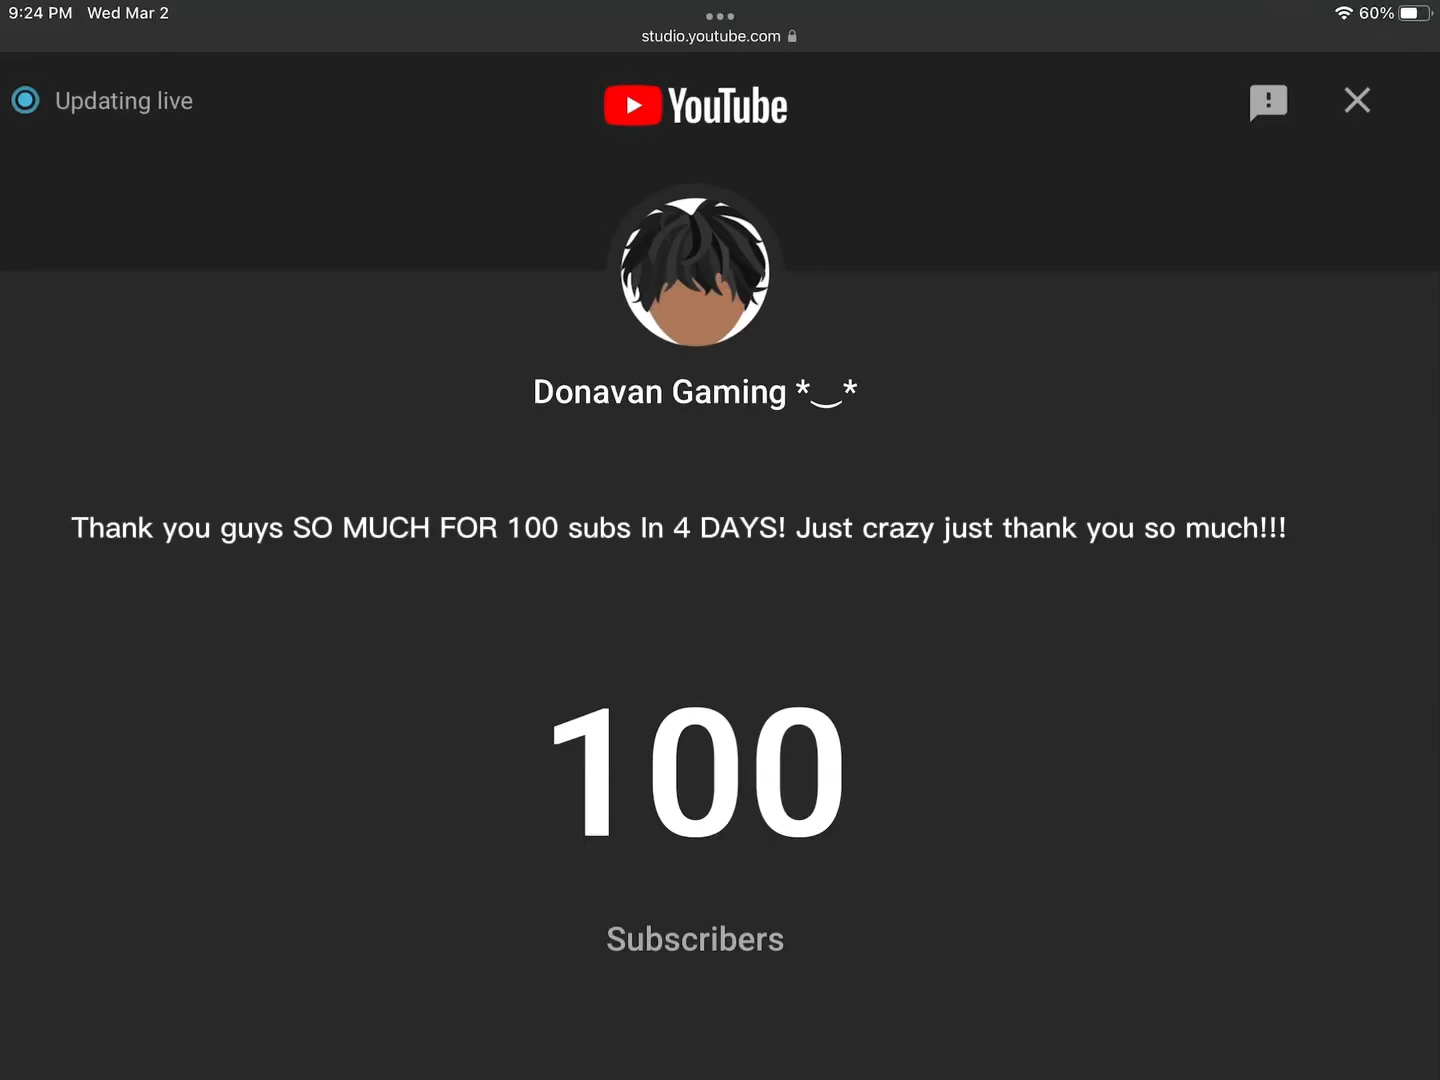 9:24 PM Wed Mar 2
60%
studio.youtube.com
Updating live
YouTube
Donavan Gaming *‿*
Thank you guys SO MUCH FOR 100 subs In 4 DAYS! Just crazy just thank you so much!!!
100
Subscribers